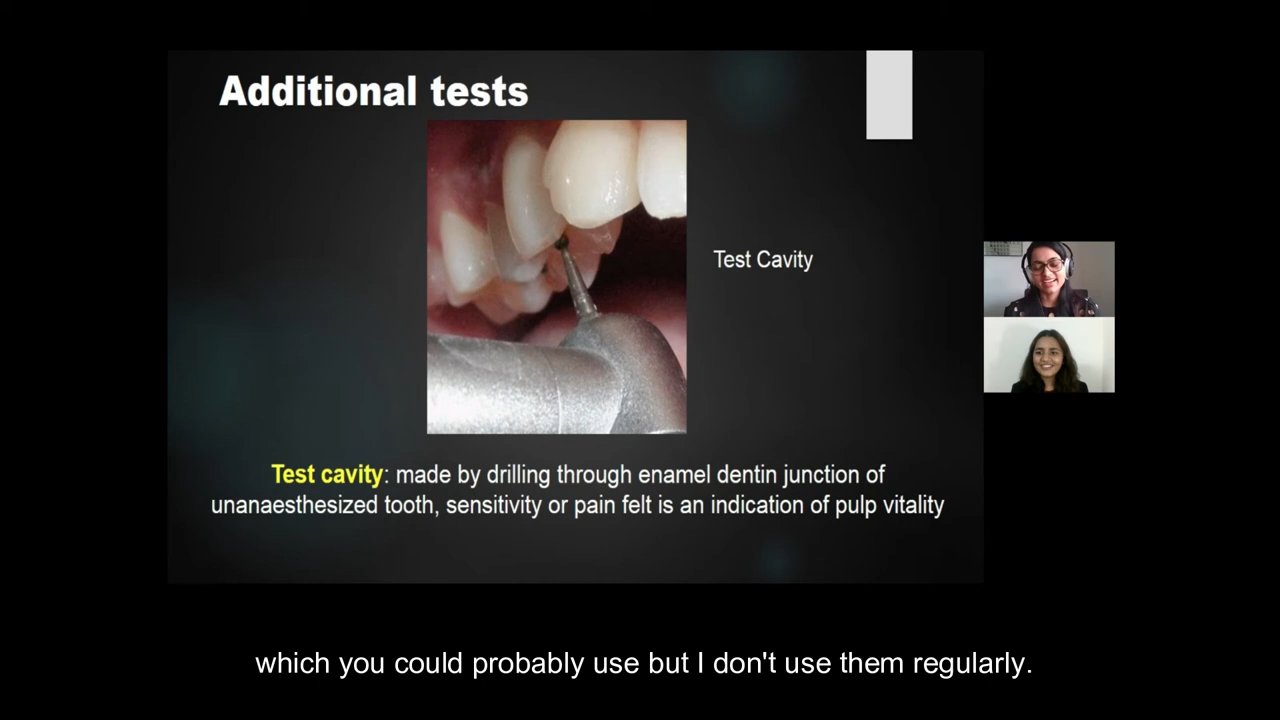 Additional tests
Test Cavity
Test cavity: made by drilling through enamel dentin junction of
unanaesthesized tooth, sensitivity or pain felt is an indication of pulp vitality
which you could probably use but I don't use them regularly.